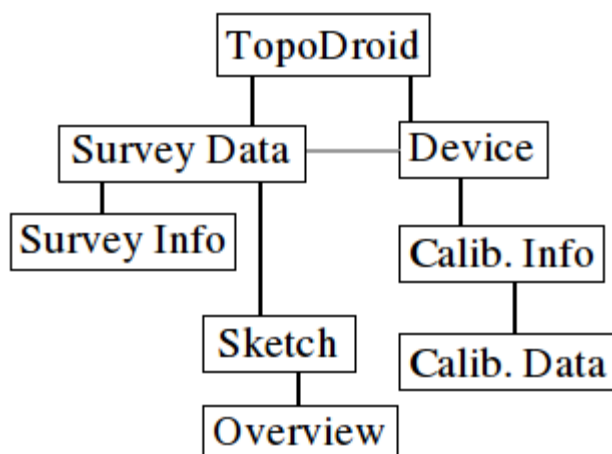 TopoDroid
Survey Data
Device
Survey Info
Calib. Info
Sketch
Calib. Data
Overview